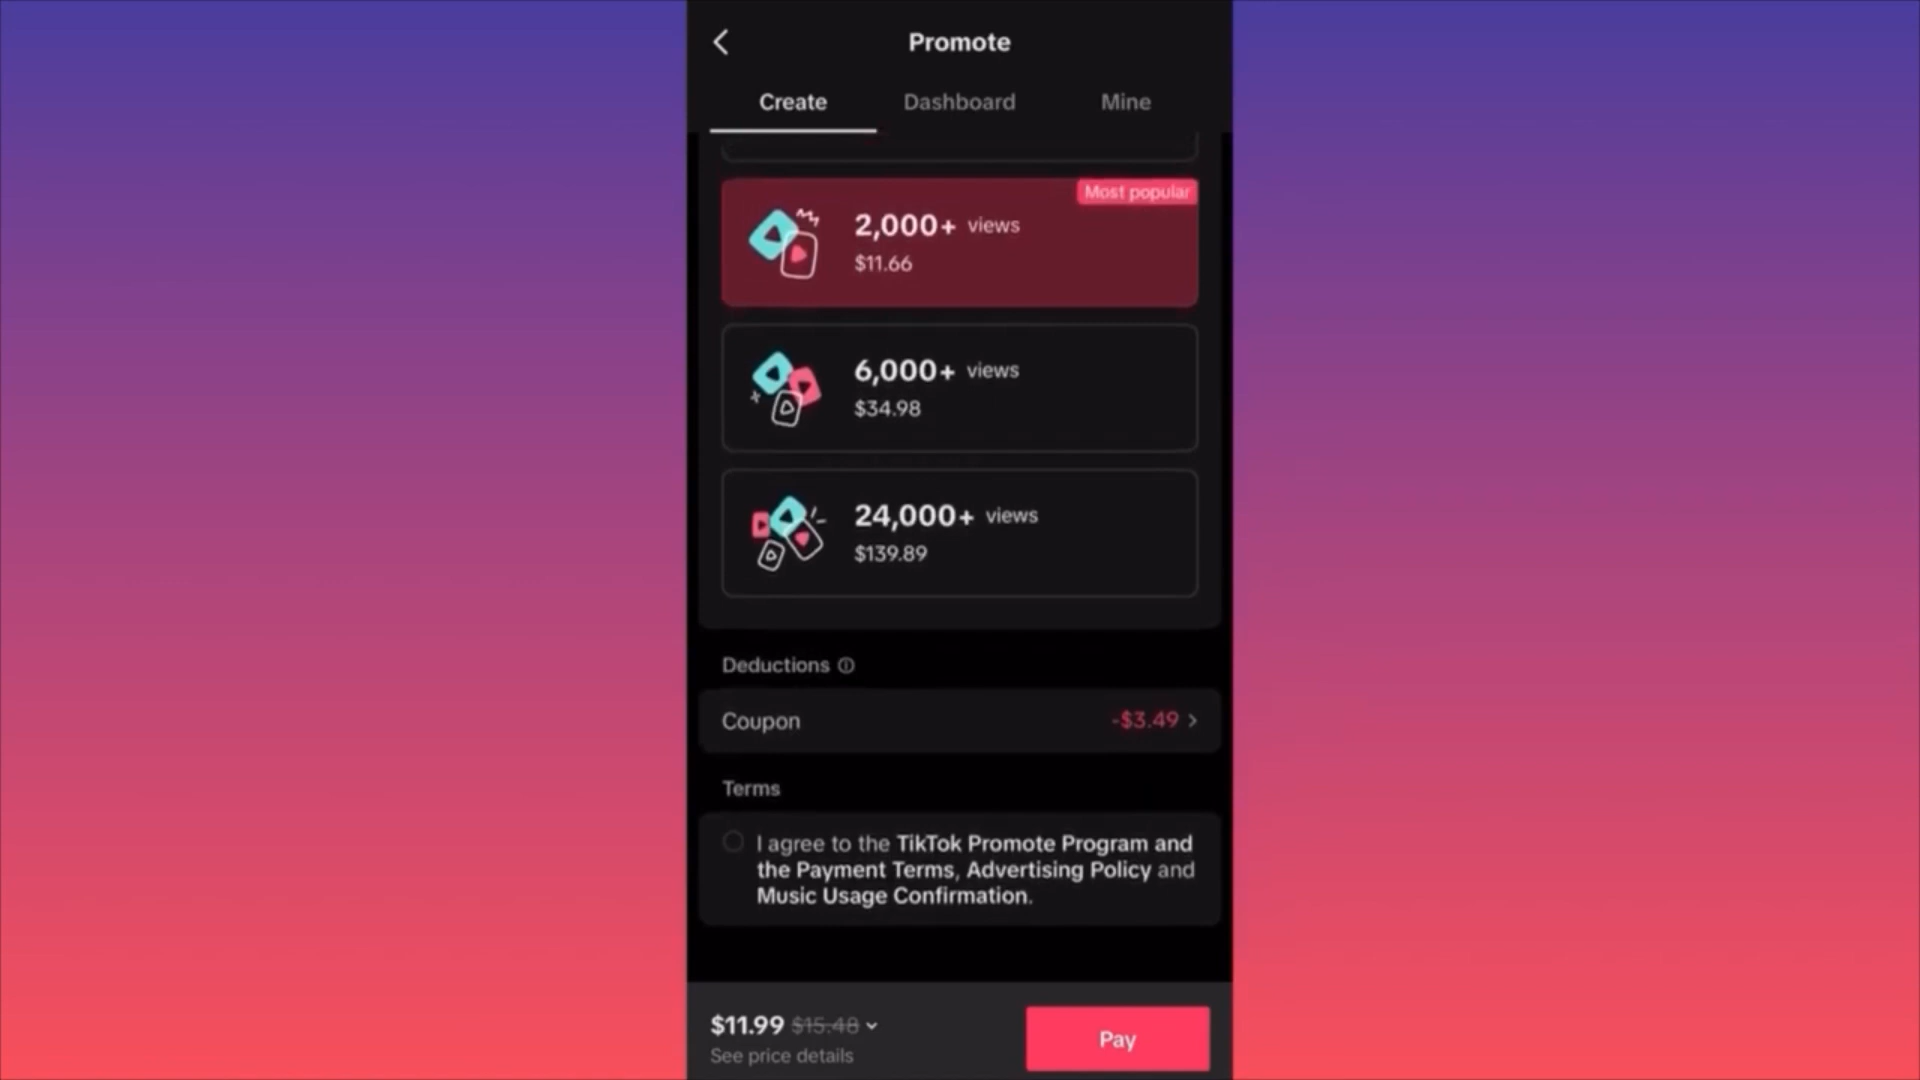 Promote
Create Dashboard Mine
Most popular
2,000+ views
$11.66
6,000+ views
$34.98
24,000+ views
$139.89
Deductions
Coupon -$3.49
Terms
I agree to the TikTok Promote Program and
the Payment Terms, Advertising Policy and
Music Usage Confirmation.
$11.99 $15.48
See price details
Pay